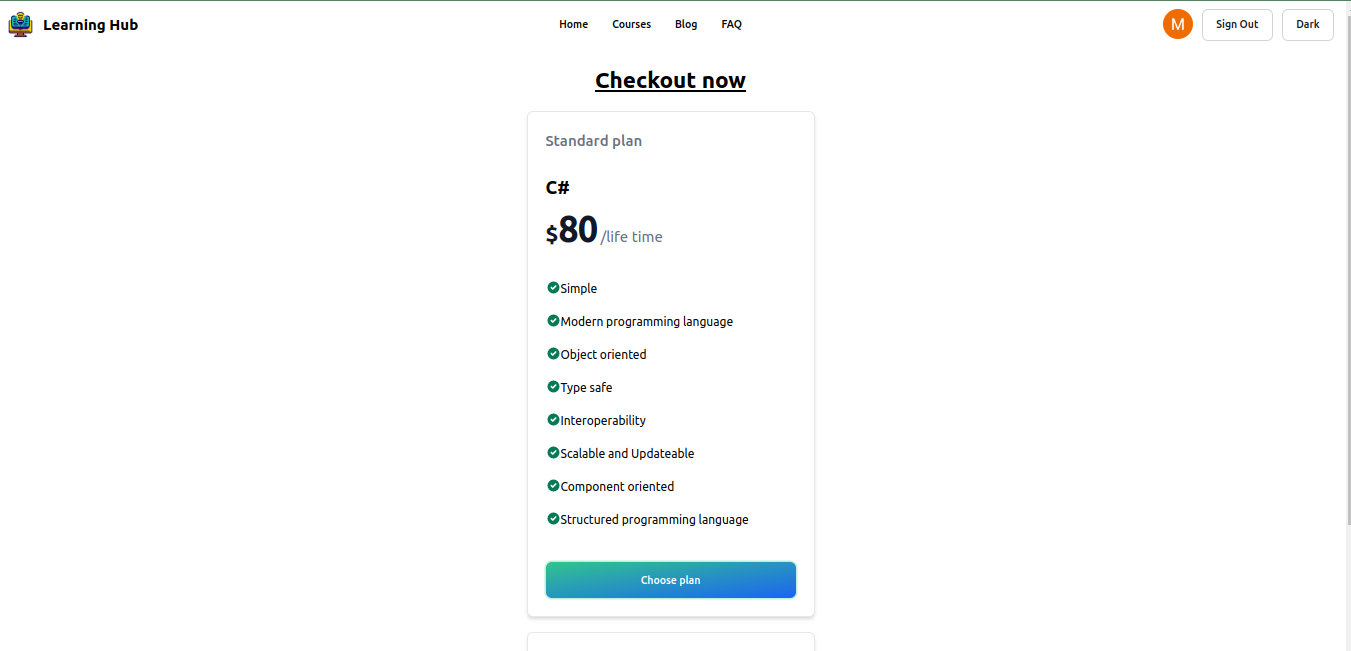 Learning Hub
Home Courses Blog FAQ
M Sign Out Dark
Checkout now
Standard plan
C#
$80/life time
Simple
Modern programming language
Object oriented
Type safe
Interoperability
Scalable and Updateable
Component oriented
Structured programming language
Choose plan